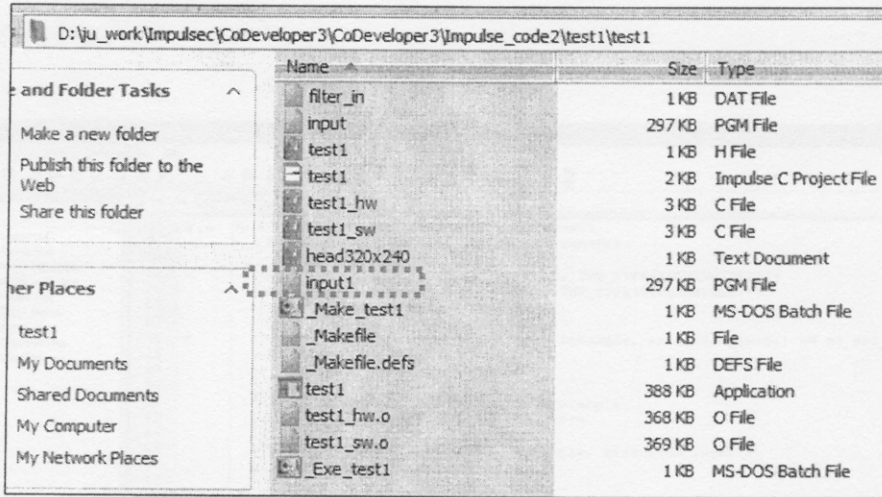 D:\ju_work\Impulsec\CoDeveloper3\CoDeveloper3\Impulse_code2\test1\test1
Name Size Type
e and Folder Tasks
Make a new folder
Publish this folder to the
Web
Share this folder
her Places
test1
My Documents
Shared Documents
My Computer
My Network Places
filter_in 1 KB DAT File
input 297 KB PGM File
test1 1 KB H File
test1 2 KB Impulse C Project File
test1_hw 3 KB C File
test1_sw 3 KB C File
head320x240 1 KB Text Document
input1 297 KB PGM File
_Make_test1 1 KB MS-DOS Batch File
_Makefile 1 KB File
_Makefile.defs 1 KB DEFS File
test1 388 KB Application
test1_hw.o 368 KB O File
test1_sw.o 369 KB O File
_Exe_test1 1 KB MS-DOS Batch File